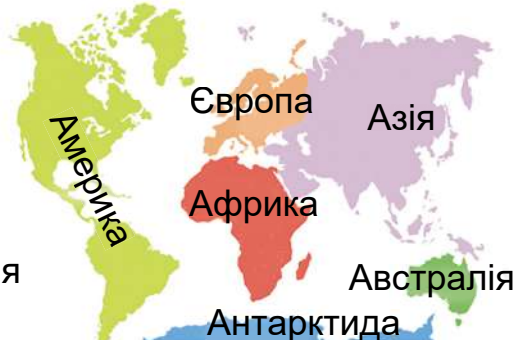 Європа
Азія
Америка
Африка
я
Австралія
Антарктида